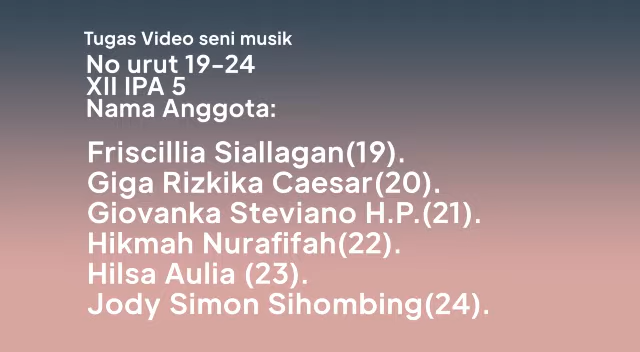 Tugas Video seni musik
No urut 19-24
XII IPA 5
Nama Anggota:
Friscillia Siallagan(19).
Giga Rizkika Caesar(20).
Giovanka Steviano H.P.(21).
Hikmah Nurafifah(22).
Hilsa Aulia (23).
Jody Simon Sihombing(24).